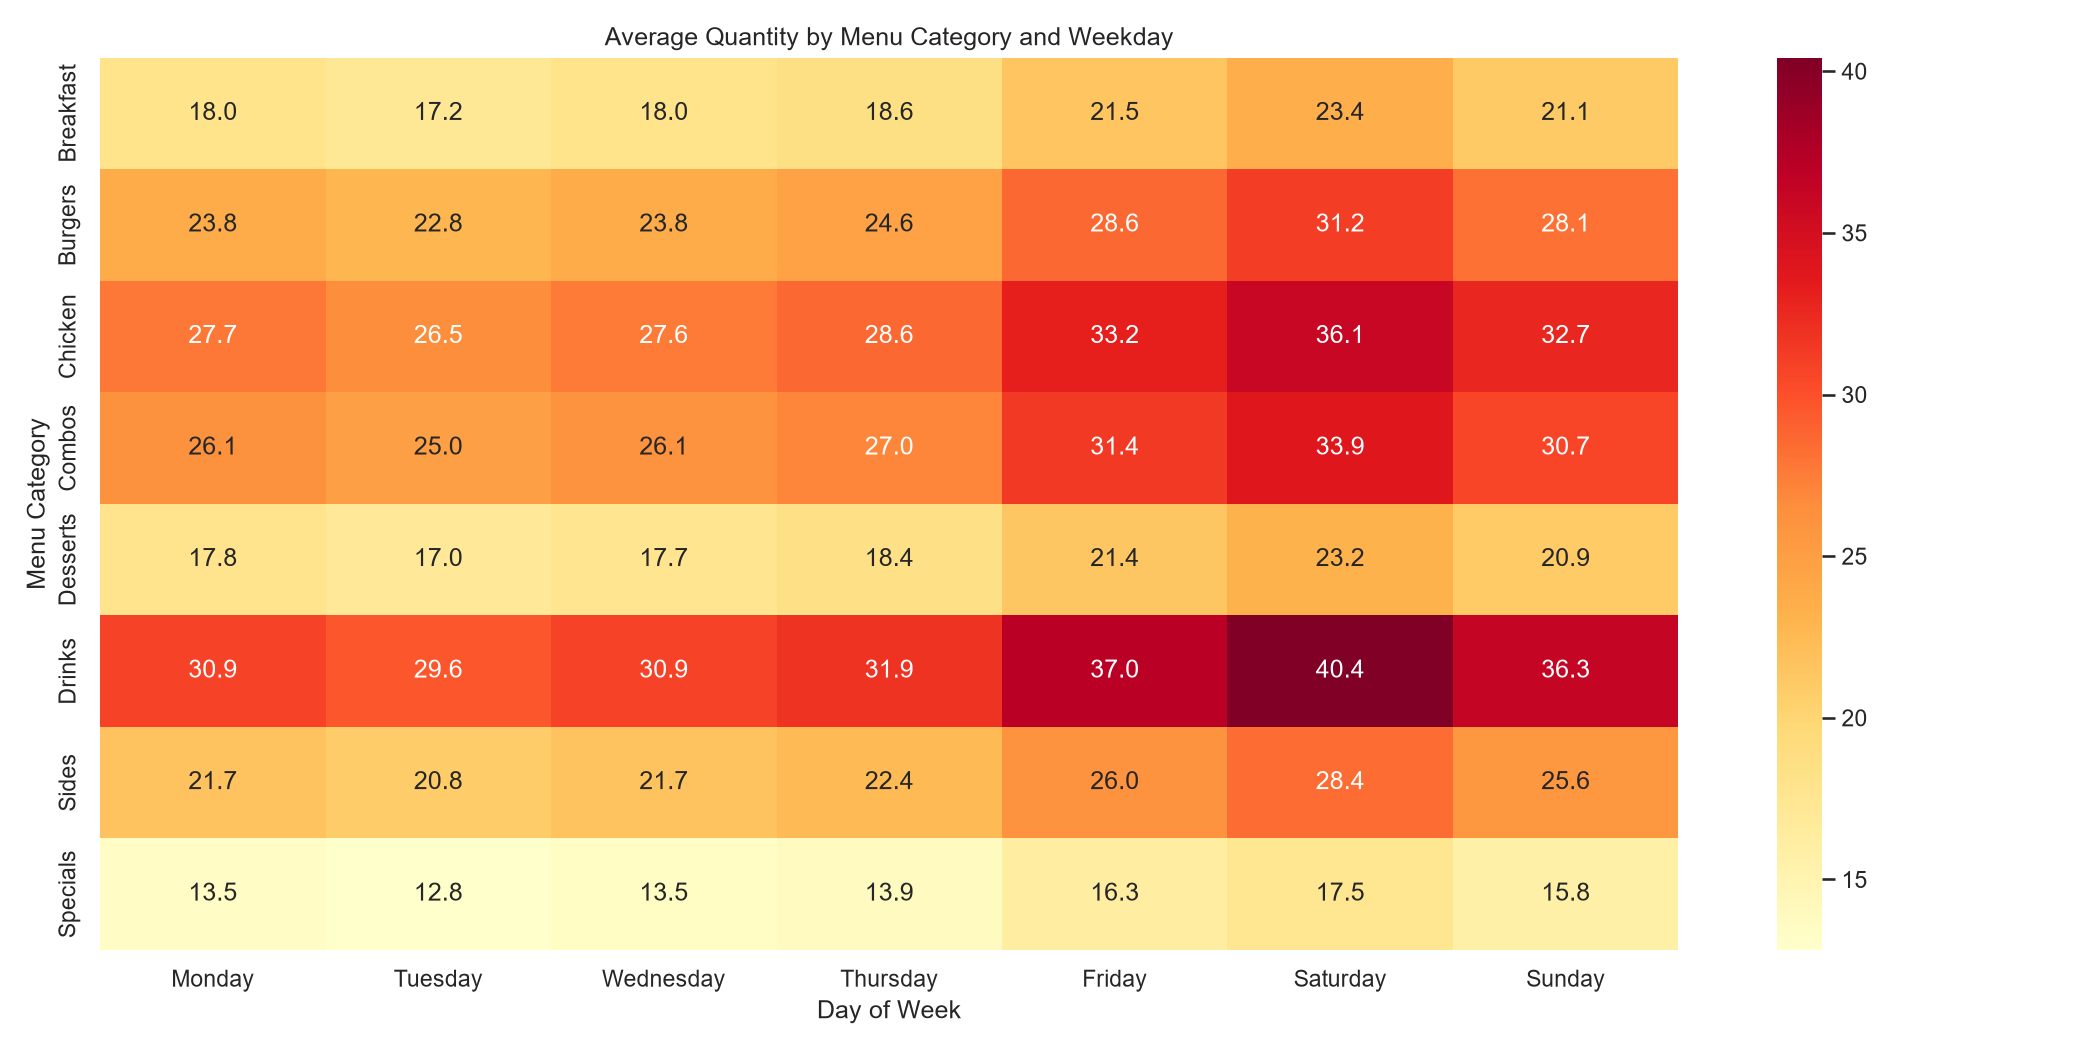 Average Quantity by Menu Category and Weekday
Menu Category
Breakfast 18.0 17.2 18.0 18.6 21.5 23.4 21.1
Burgers 23.8 22.8 23.8 24.6 28.6 31.2 28.1
Chicken 27.7 26.5 27.6 28.6 33.2 36.1 32.7
Combos 26.1 25.0 26.1 27.0 31.4 33.9 30.7
Desserts 17.8 17.0 17.7 18.4 21.4 23.2 20.9
Drinks 30.9 29.6 30.9 31.9 37.0 40.4 36.3
Sides 21.7 20.8 21.7 22.4 26.0 28.4 25.6
Specials 13.5 12.8 13.5 13.9 16.3 17.5 15.8
Monday Tuesday Wednesday Thursday Friday Saturday Sunday
Day of Week
40
35
30
25
20
15